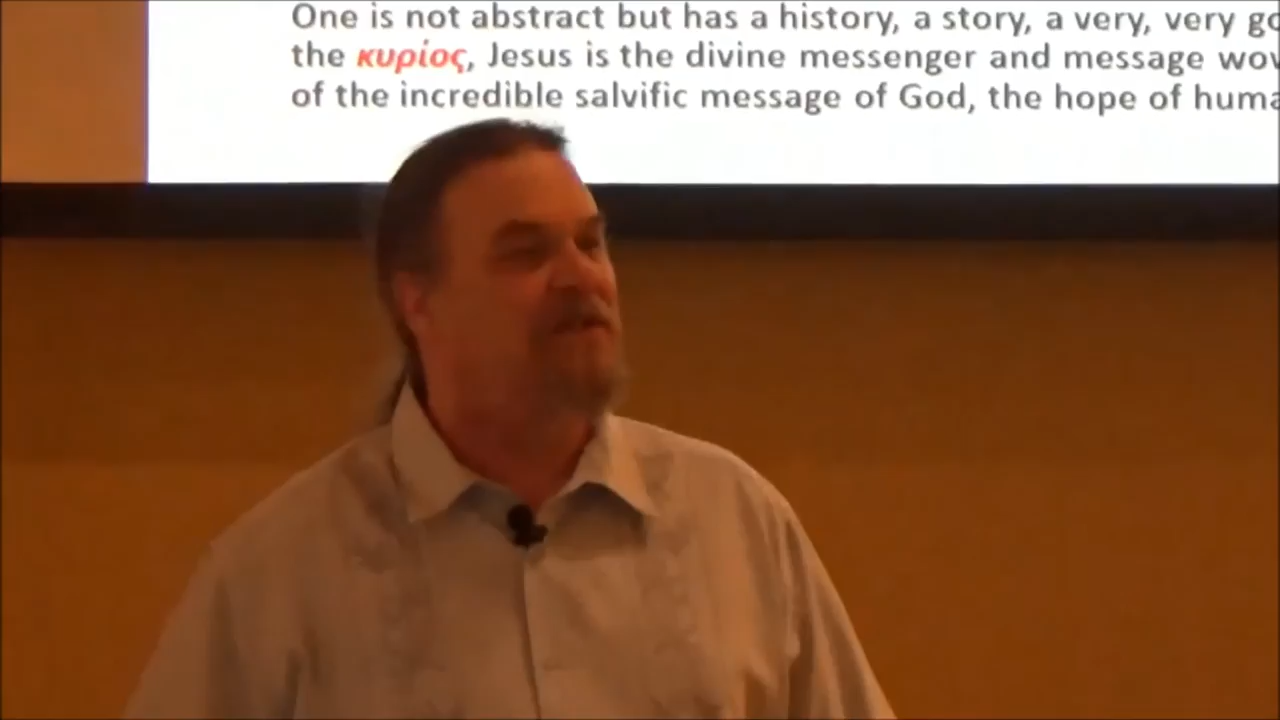 One is not abstract but has a history, a story, a very, very
the κυρίος, Jesus is the divine messenger and message
of the incredible salvific message of God, the hope of